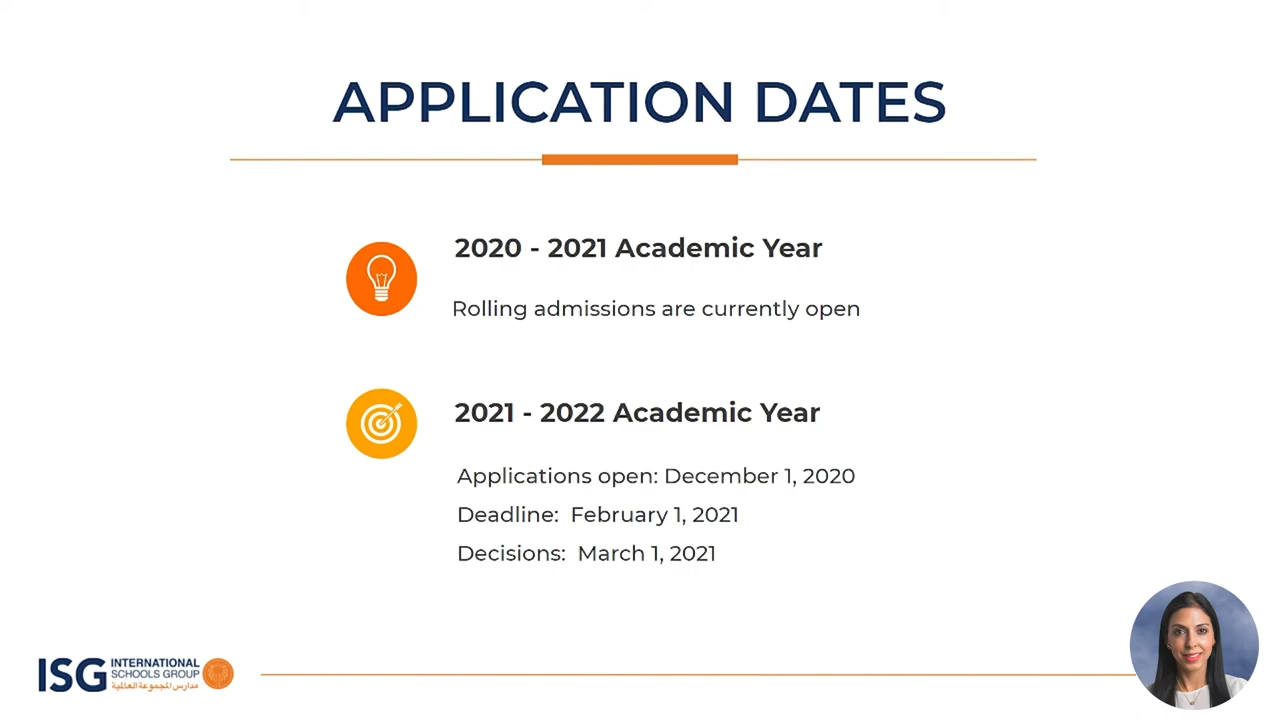 APPLICATION DATES
2020 - 2021 Academic Year
Rolling admissions are currently open
2021 - 2022 Academic Year
Applications open: December 1, 2020
Deadline: February 1, 2021
Decisions: March 1, 2021
ISG INTERNATIONAL
SCHOOLS GROUP
مدارس المجموعة العالمية